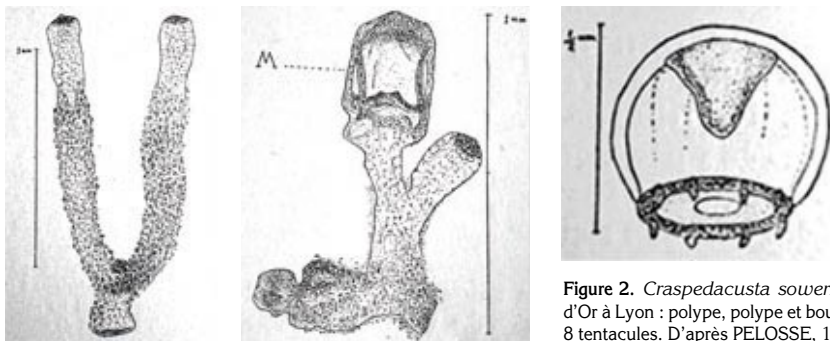 M
Figure 2. Craspedacusta sower
d'Or à Lyon : polype, polype et bou
8 tentacules. D'après PELOSSE, 1